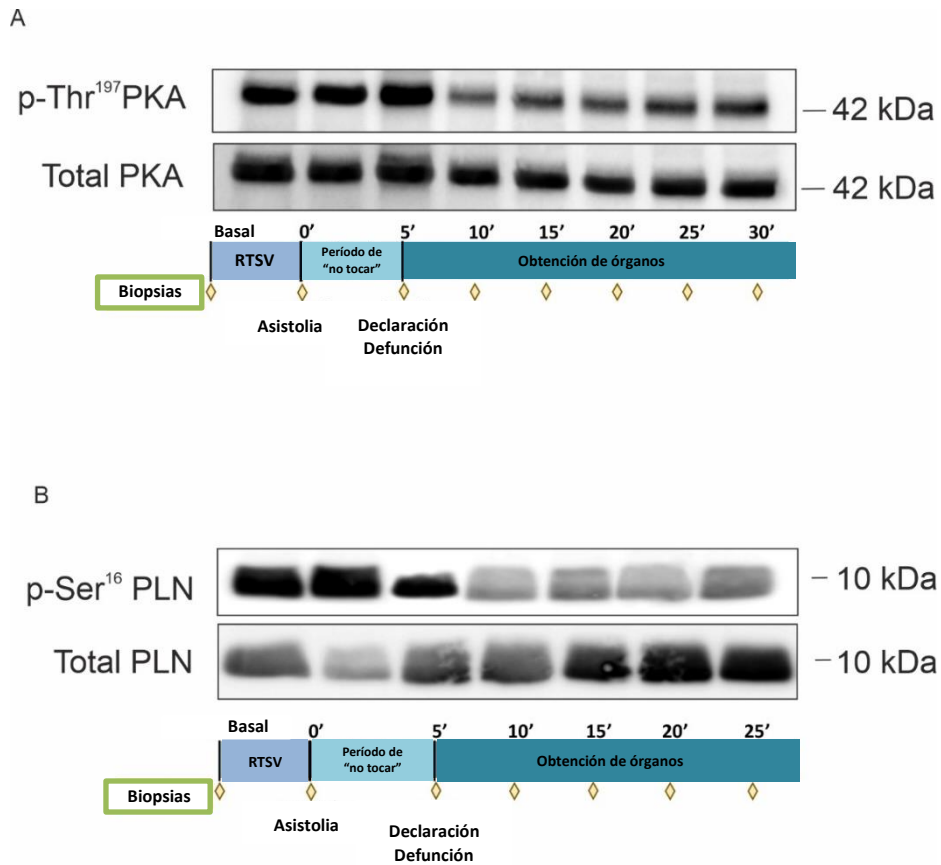 A
p-Thr¹⁹⁷PKA
42 kDa
Total PKA
42 kDa
Basal 0’ 5’ 10’ 15’ 20’ 25’ 30’
RTSV
Período de
“no tocar”
Obtención de órganos
Biopsias
Asistolia
Declaración
Defunción
B
p-Ser¹⁶ PLN
10 kDa
Total PLN
10 kDa
Basal 0’ 5’ 10’ 15’ 20’ 25’
RTSV
Período de
“no tocar”
Obtención de órganos
Biopsias
Asistolia
Declaración
Defunción